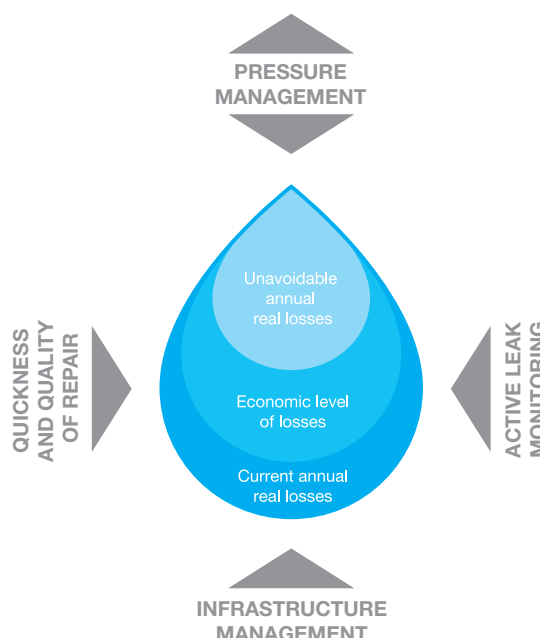 PRESSURE
MANAGEMENT
Unavoidable
annual
real losses
QUICKNESS
AND QUALITY
OF REPAIR
ACTIVE LEAK
MONITORING
Economic level
of losses
Current annual
real losses
INFRASTRUCTURE
MANAGEMENT